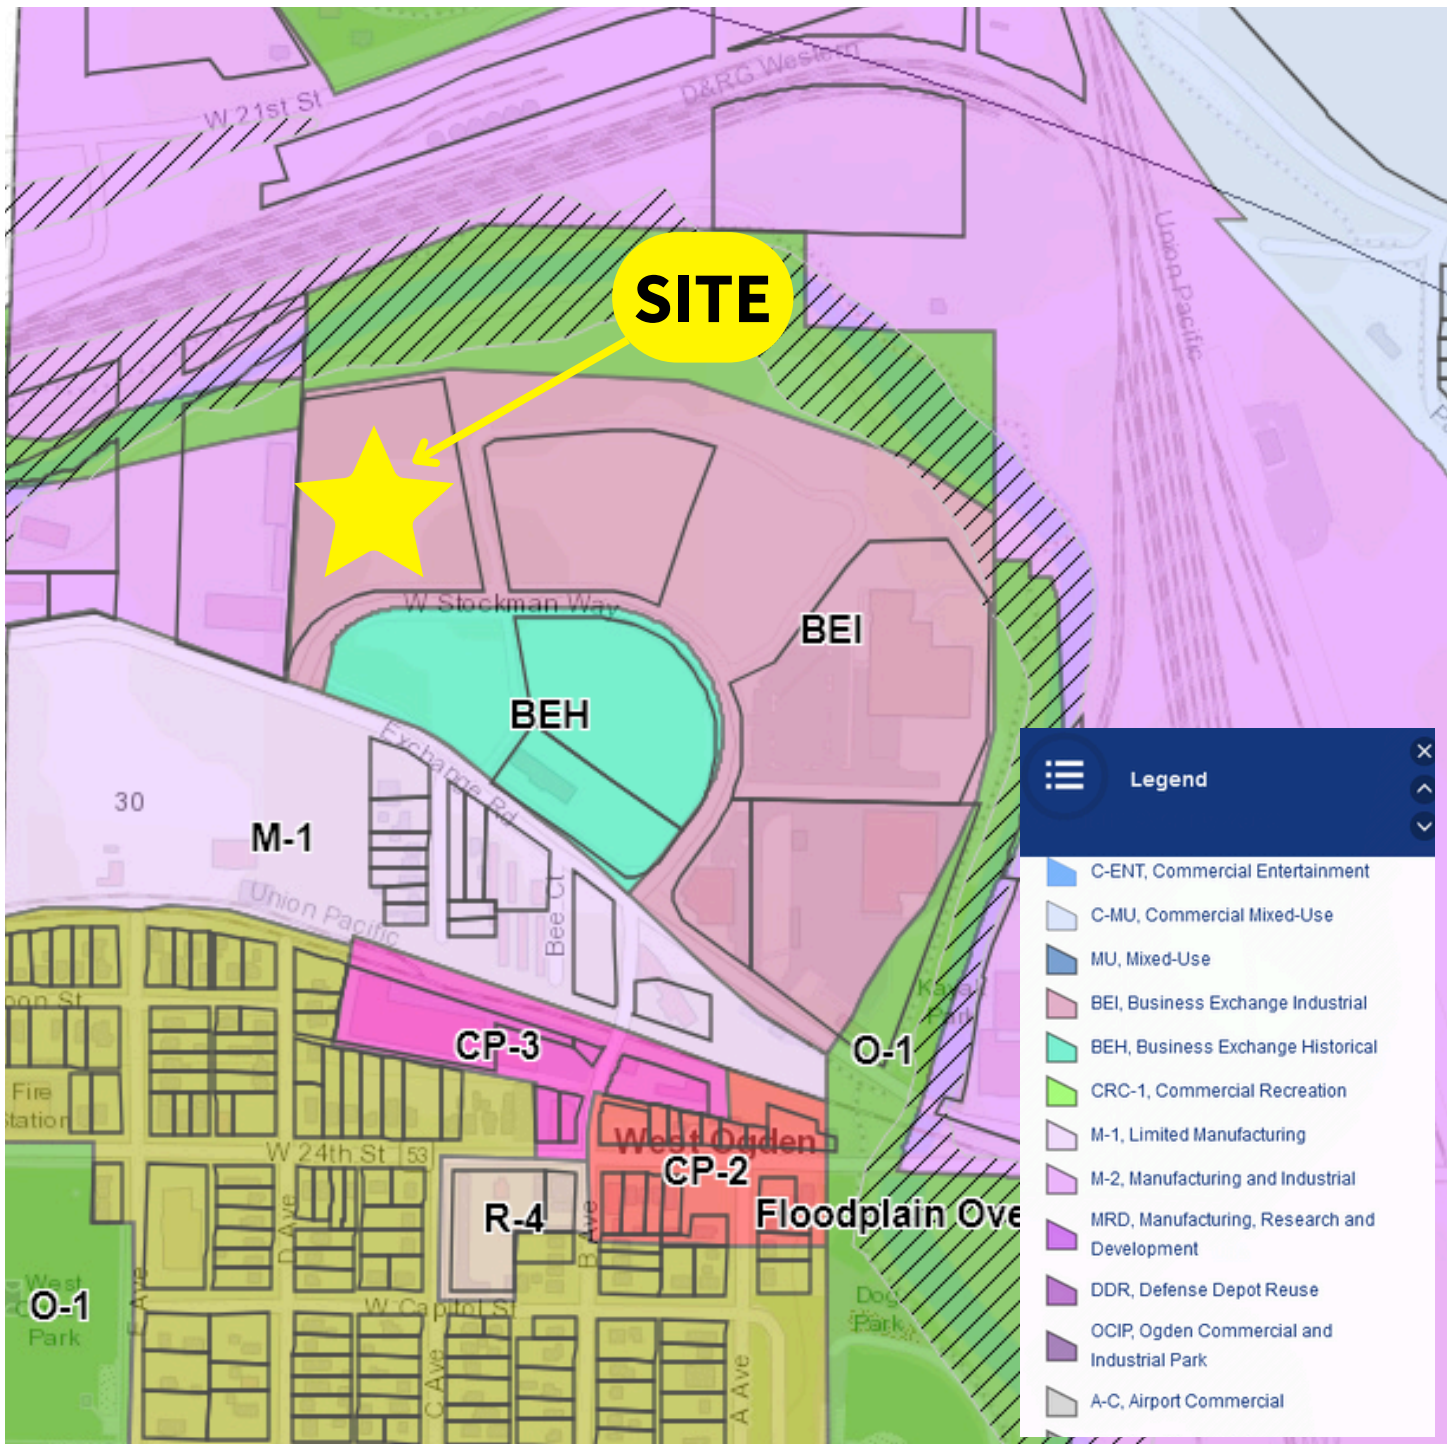 W 21st St
D&RG Western
Union Pacific
SITE
W Stockman Way
BEI
BEH
Exchange Rd
30
M-1
Union Pacific
Bee Ct
Kayak
Park
CP-3
O-1
Fire
Station
W 24th St
53
West Ogden
CP-2
R-4
Floodplain Ove
D Ave
B Ave
E Ave
West
Park
O-1
W Capitol St
Dog
Park
C Ave
A Ave
Legend
C-ENT, Commercial Entertainment
C-MU, Commercial Mixed-Use
MU, Mixed-Use
BEI, Business Exchange Industrial
BEH, Business Exchange Historical
CRC-1, Commercial Recreation
M-1, Limited Manufacturing
M-2, Manufacturing and Industrial
MRD, Manufacturing, Research and
Development
DDR, Defense Depot Reuse
OCIP, Ogden Commercial and
Industrial Park
A-C, Airport Commercial